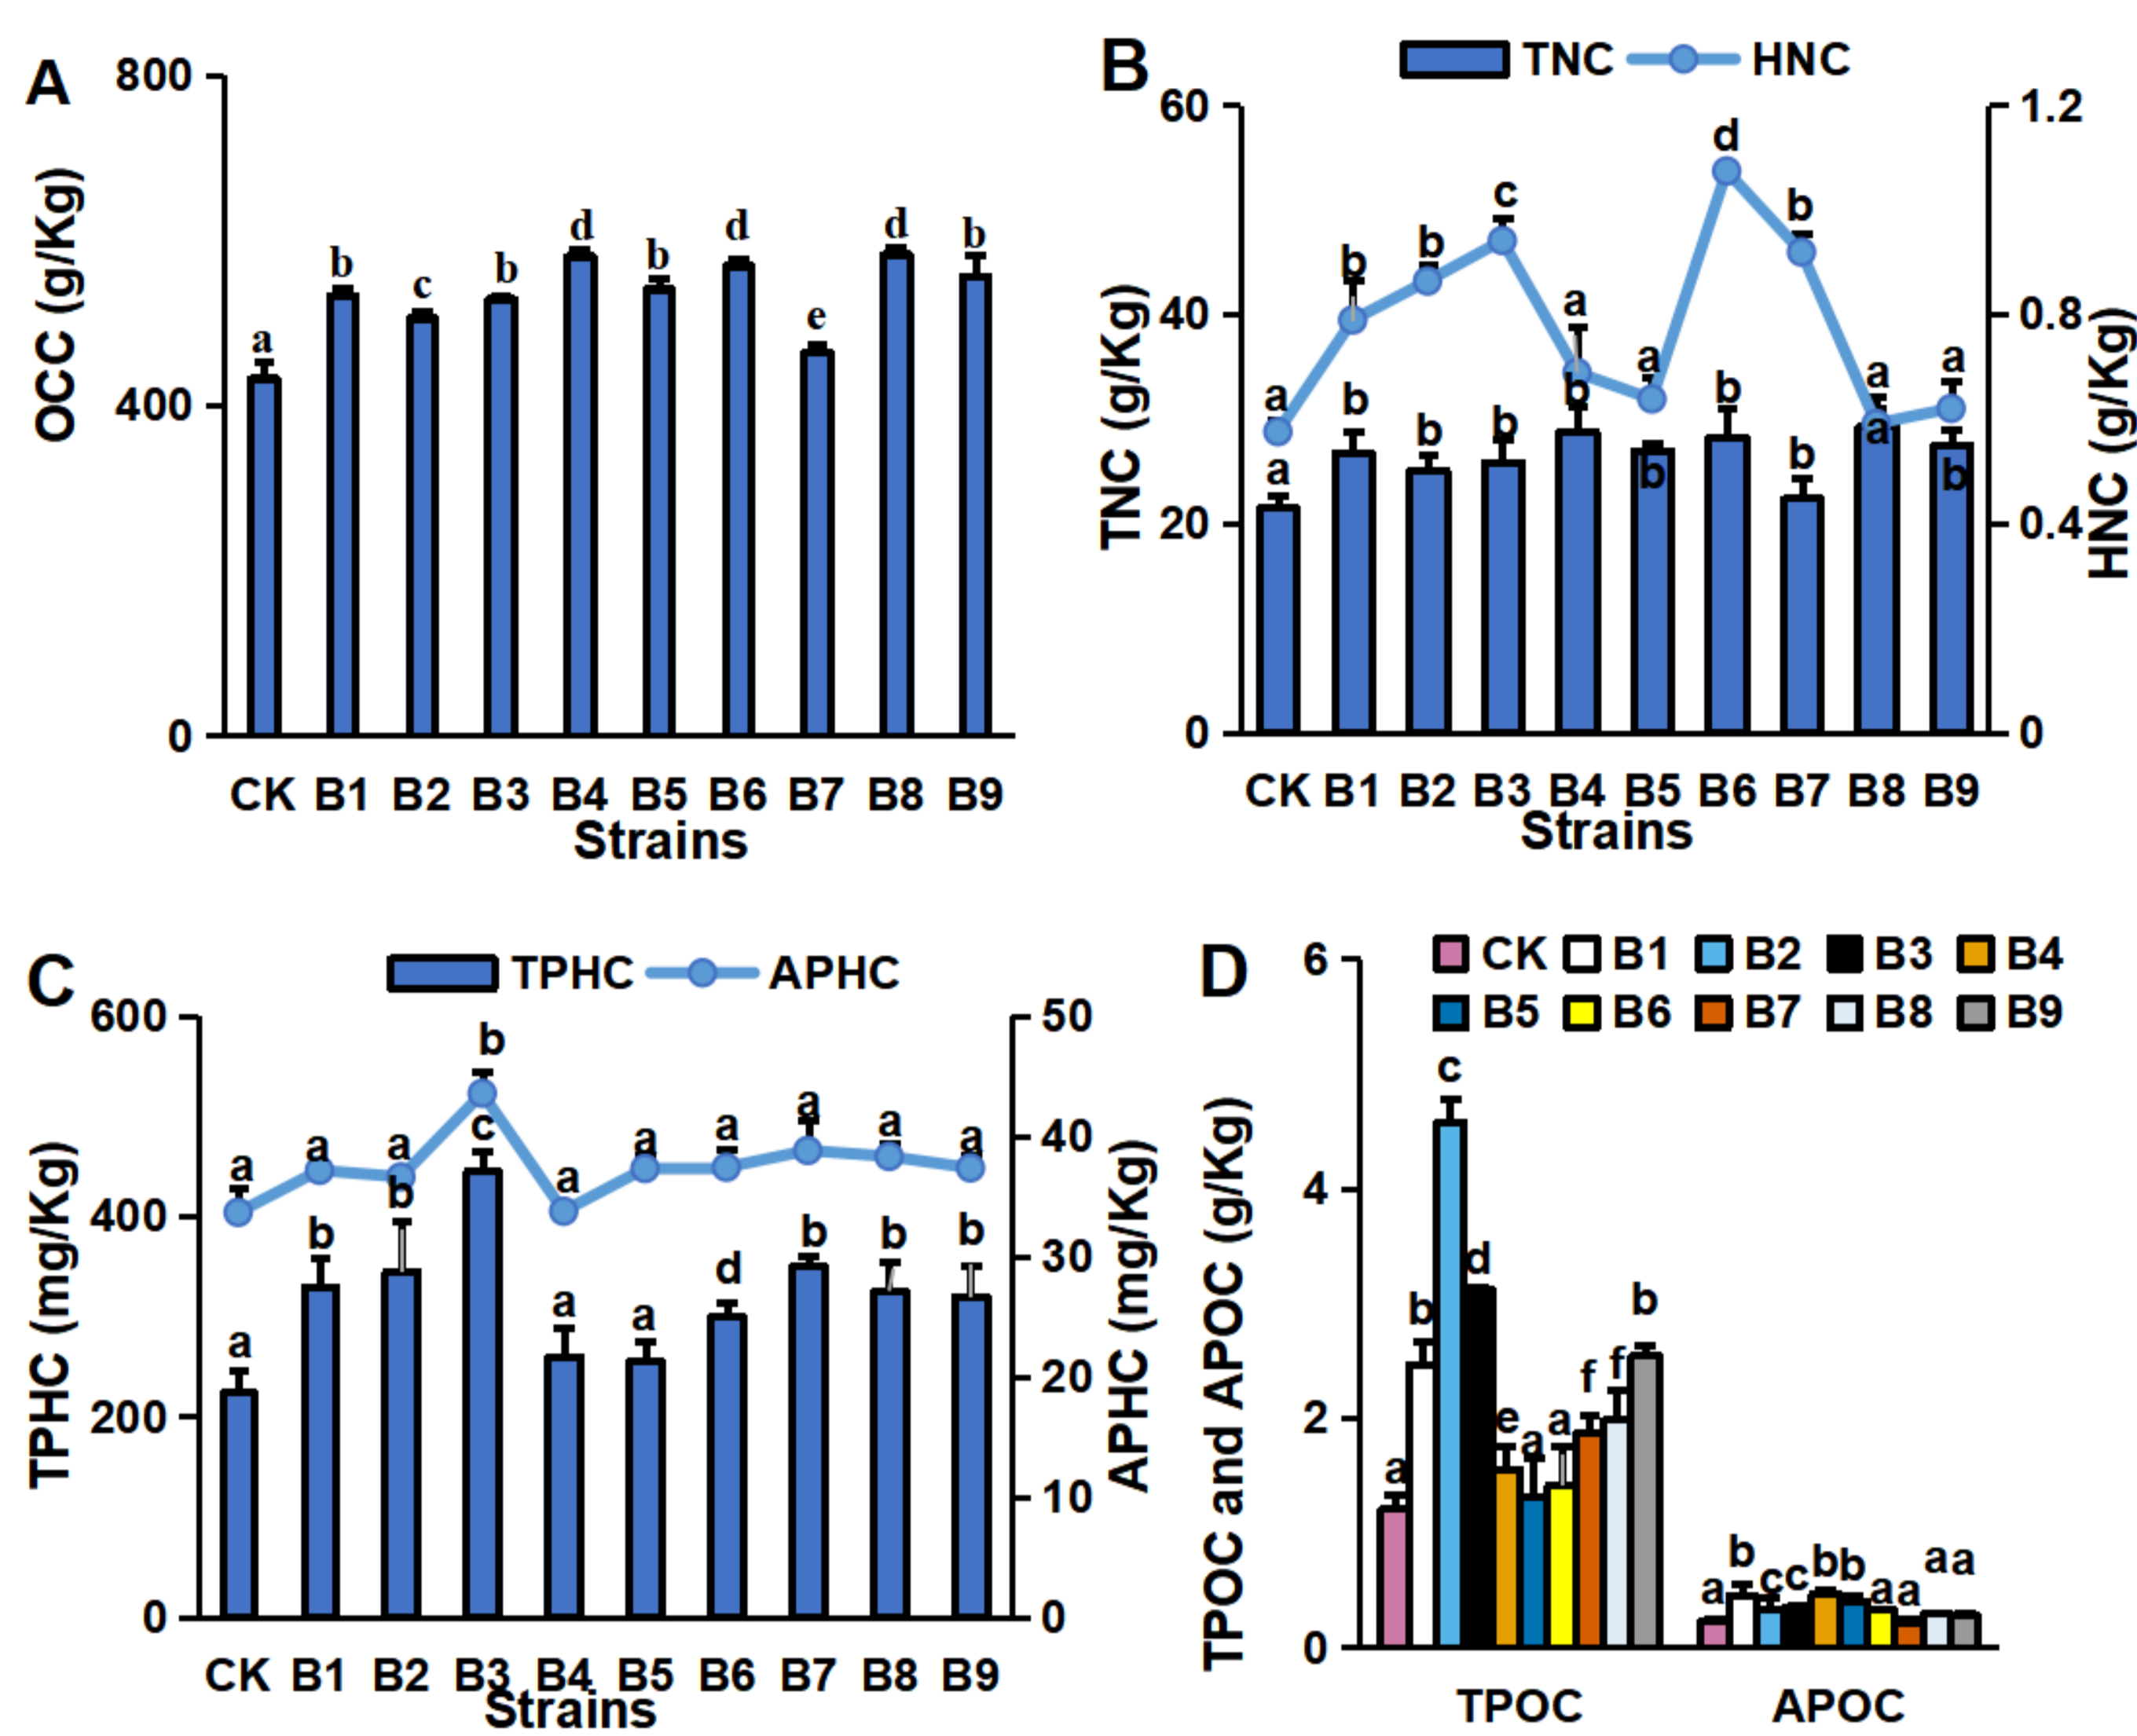 A
800
400
0
OCC (g/Kg)
a b c b d b d e d b
CK B1 B2 B3 B4 B5 B6 B7 B8 B9
Strains
B
TNC HNC
60
40
20
0
TNC (g/Kg)
1.2
0.8
0.4
0
HNC (g/Kg)
a b b c a a d b a a
a b b b b b b b a b
CK B1 B2 B3 B4 B5 B6 B7 B8 B9
Strains
C
TPHC APHC
600
400
200
0
TPHC (mg/Kg)
50
40
30
20
10
0
APHC (mg/Kg)
a a a b a a a a a a
a b b c a a d b b b
CK B1 B2 B3 B4 B5 B6 B7 B8 B9
Strains
D
CK B1 B2 B3 B4
B5 B6 B7 B8 B9
6
4
2
0
TPOC and APOC (g/Kg)
a b c d e a a f f b
a b c c b b a a a a
TPOC APOC